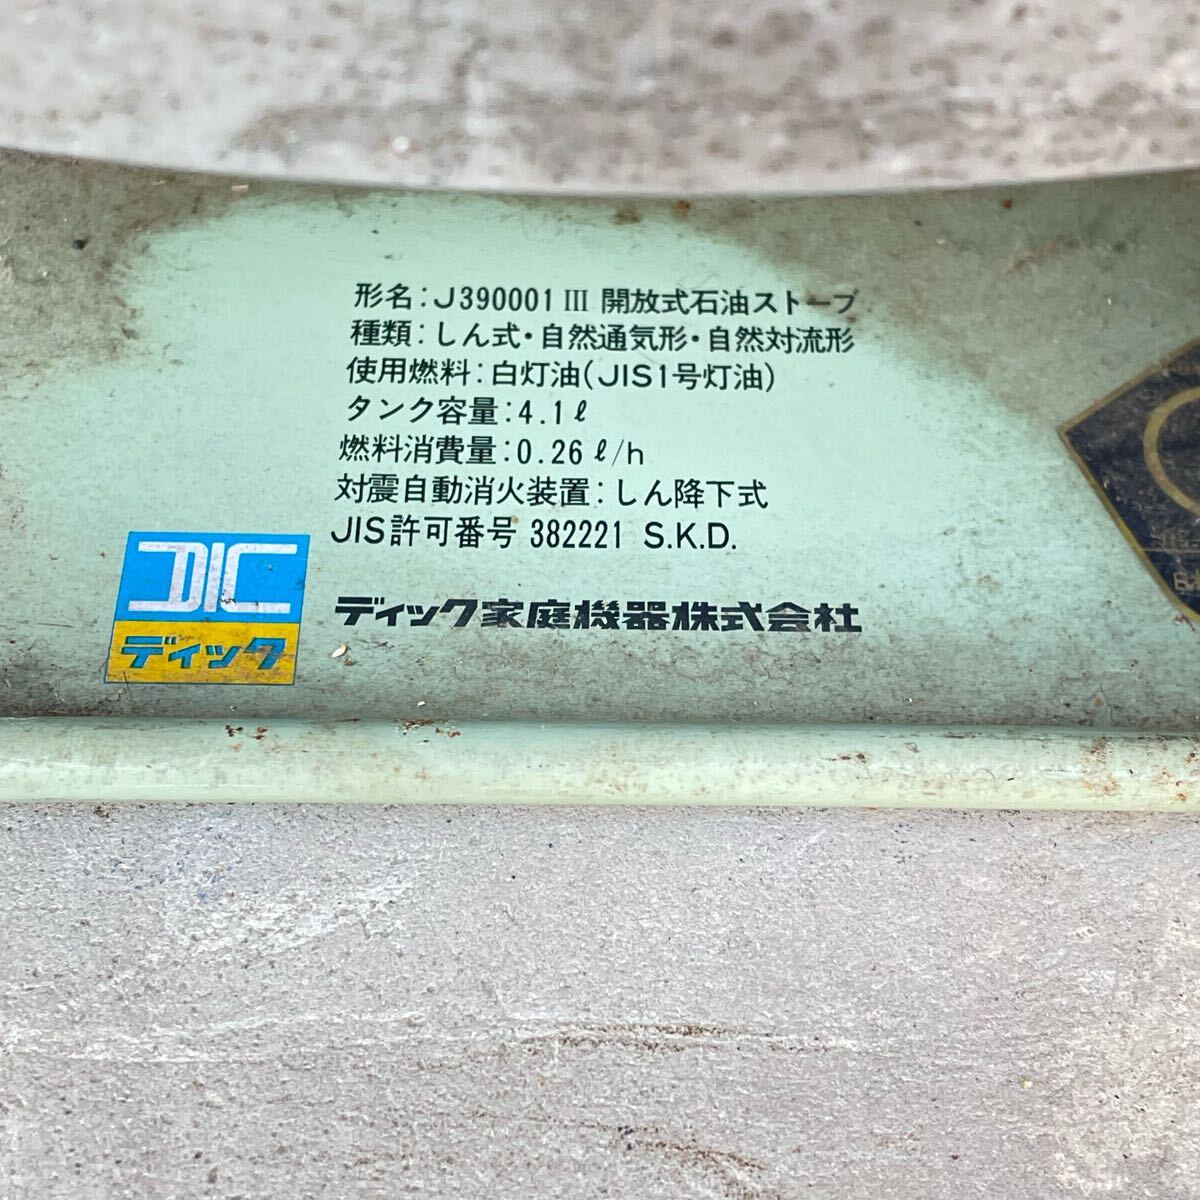 形名:J390001 III 開放式石油ストーブ
種類:しん式・自然通気形・自然対流形
使用燃料:白灯油(JIS1号灯油)
タンク容量:4.1ℓ
燃料消費量:0.26ℓ/h
対震自動消火装置:しん降下式
JIS許可番号 382221 S.K.D.
DIC
ディック
ディック家庭機器株式会社